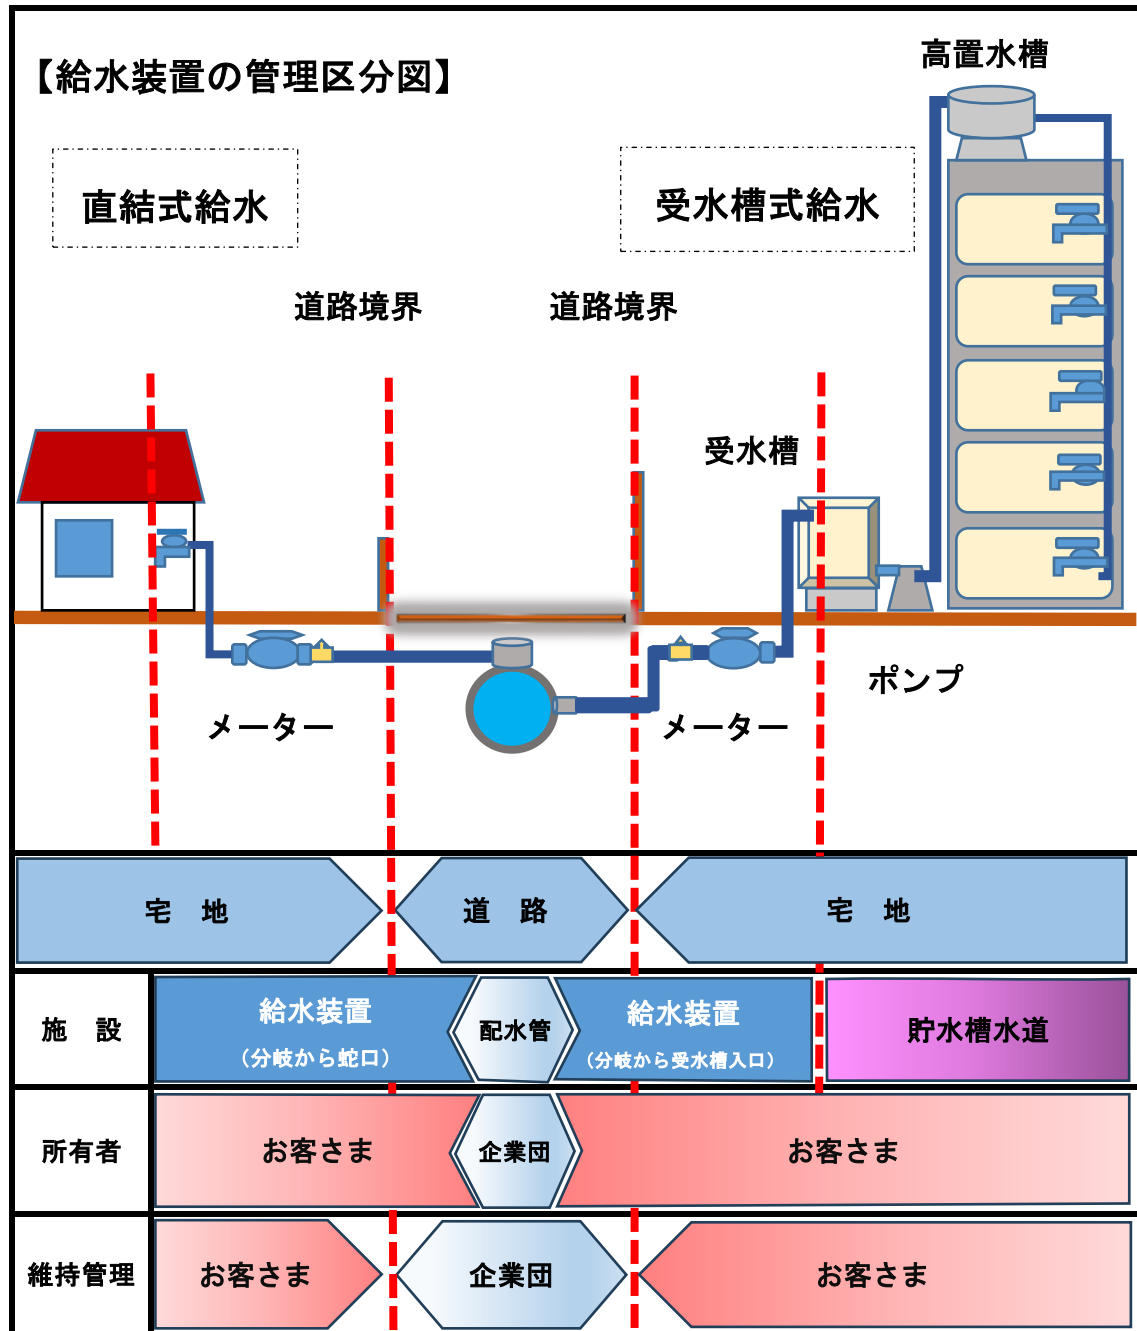 【給水装置の管理区分図】
高置水槽
直結式給水
受水槽式給水
道路境界
道路境界
受水槽
ポンプ
メーター
メーター
宅　地
道　路
宅　地
施　設
給水装置
（分岐から蛇口）
配水管
給水装置
（分岐から受水槽入口）
貯水槽水道
所有者
お客さま
企業団
お客さま
維持管理
お客さま
企業団
お客さま